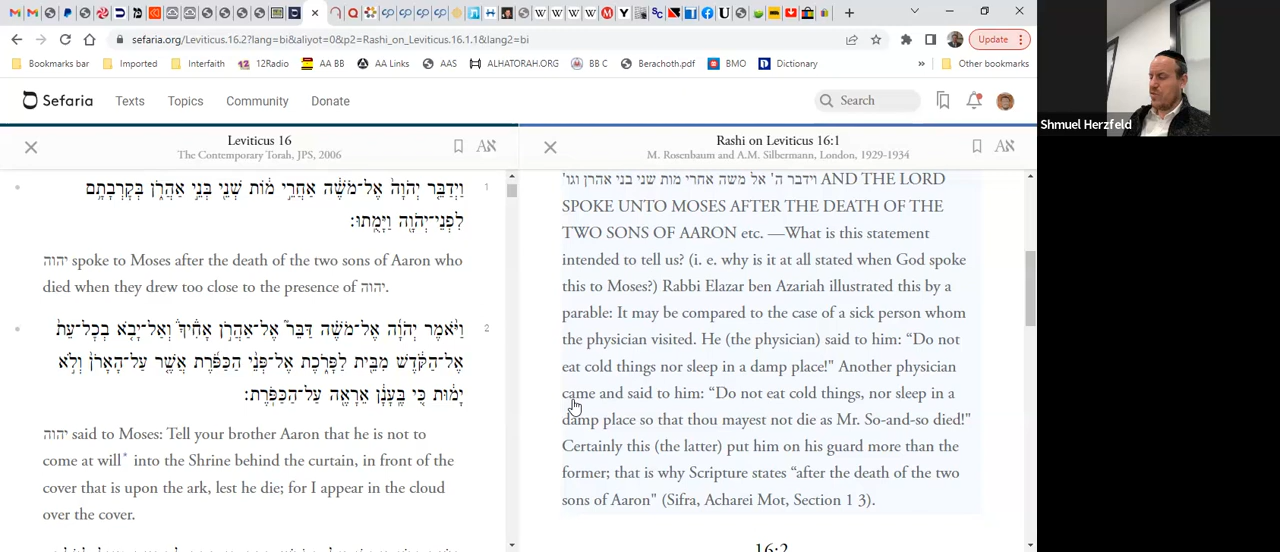 sefaria.org/Leviticus.16.2?lang=bi&aliyot=0&p2=Rashi_on_Leviticus.16.1.1&lang2=bi
Update
Bookmarks bar
Imported
Interfaith
12Radio
AA BB
AA Links
AAS
ALHATORAH.ORG
BB C
Berachoth.pdf
BMO
Dictionary
»
Other bookmarks
Sefaria
Texts
Topics
Community
Donate
Search
Shmuel Herzfeld
Leviticus 16
The Contemporary Torah, JPS, 2006
1
וַיְדַבֵּ֤ר יְהֹוָה֙ אֶל־מֹשֶׁ֔ה אַחֲרֵ֣י מ֔וֹת שְׁנֵ֖י בְּנֵ֣י אַהֲרֹ֑ן בְּקׇרְבָתָ֥ם
לִפְנֵי־יְהֹוָ֖ה וַיָּמֻֽתוּ׃
יהוה spoke to Moses after the death of the two sons of Aaron who
died when they drew too close to the presence of יהוה.
2
וַיֹּ֨אמֶר יְהֹוָ֜ה אֶל־מֹשֶׁ֗ה דַּבֵּר֮ אֶל־אַהֲרֹ֣ן אָחִ֒יךָ֒ וְאַל־יָבֹ֤א בְכׇל־עֵת֙
אֶל־הַקֹּ֔דֶשׁ מִבֵּ֖ית לַפָּרֹ֑כֶת אֶל־פְּנֵ֨י הַכַּפֹּ֜רֶת אֲשֶׁ֤ר עַל־הָאָרֹן֙ וְלֹ֣א
יָמ֔וּת כִּ֚י בֶּֽעָנָ֔ן אֵרָאֶ֖ה עַל־הַכַּפֹּֽרֶת׃
יהוה said to Moses: Tell your brother Aaron that he is not to
come at will* into the Shrine behind the curtain, in front of the
cover that is upon the ark, lest he die; for I appear in the cloud
over the cover.
Rashi on Leviticus 16:1
M. Rosenbaum and A.M. Silbermann, London, 1929-1934
וידבר ה' אל משה אחרי מות שני בני אהרן וגו' AND THE LORD
SPOKE UNTO MOSES AFTER THE DEATH OF THE
TWO SONS OF AARON etc. —What is this statement
intended to tell us? (i. e. why is it at all stated when God spoke
this to Moses?) Rabbi Elazar ben Azariah illustrated this by a
parable: It may be compared to the case of a sick person whom
the physician visited. He (the physician) said to him: “Do not
eat cold things nor sleep in a damp place!” Another physician
came and said to him: “Do not eat cold things, nor sleep in a
damp place so that thou mayest not die as Mr. So-and-so died!”
Certainly this (the latter) put him on his guard more than the
former; that is why Scripture states “after the death of the two
sons of Aaron" (Sifra, Acharei Mot, Section 1 3).
16:2